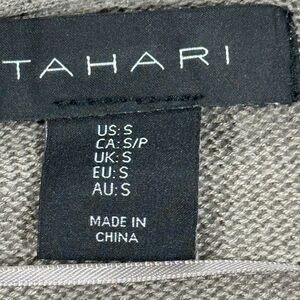 TAHARI
US: S
CA: S/P
UK: S
EU: S
AU: S
MADE IN
CHINA